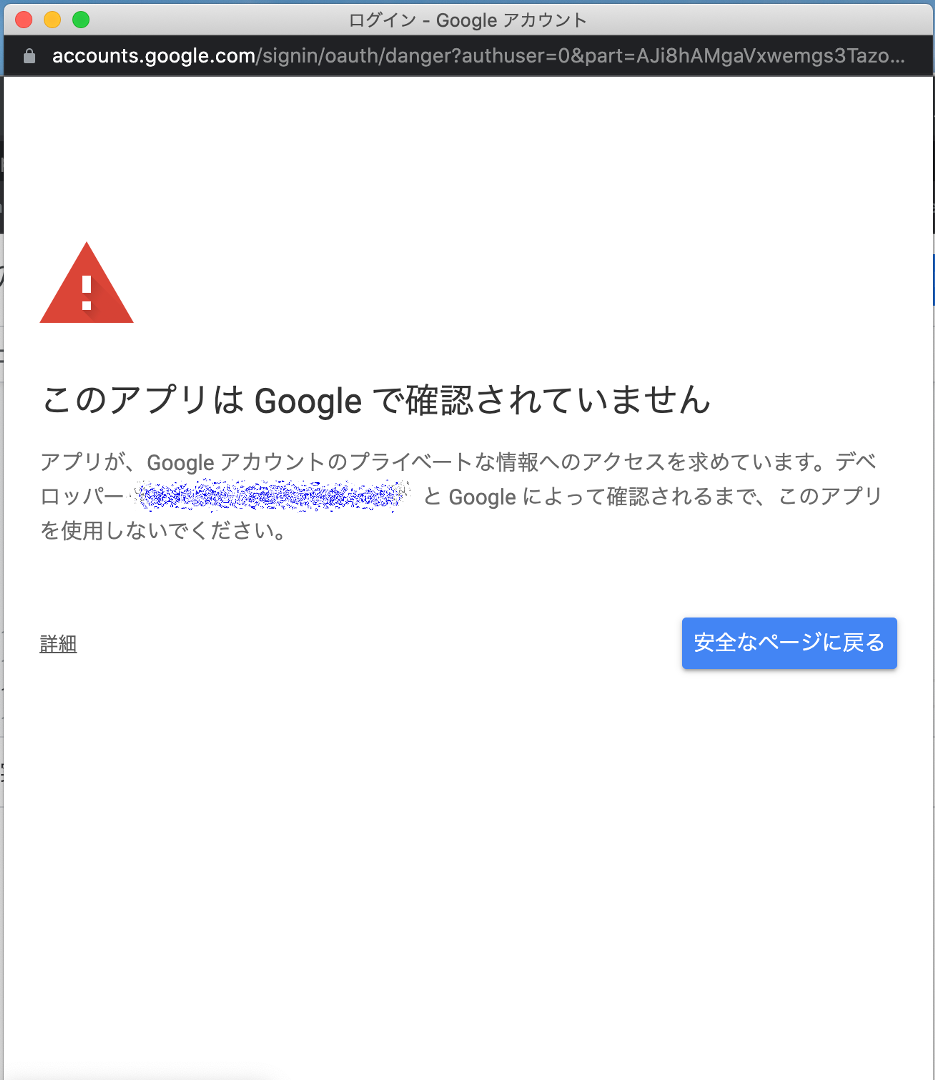 ログイン - Google アカウント
accounts.google.com/signin/oauth/danger?authuser=0&part=AJi8hAMgaVxwemgs3Tazo...
このアプリは Google で確認されていません
アプリが、Google アカウントのプライベートな情報へのアクセスを求めています。デベ
ロッパー と Google によって確認されるまで、このアプリ
を使用しないでください。
詳細
安全なページに戻る